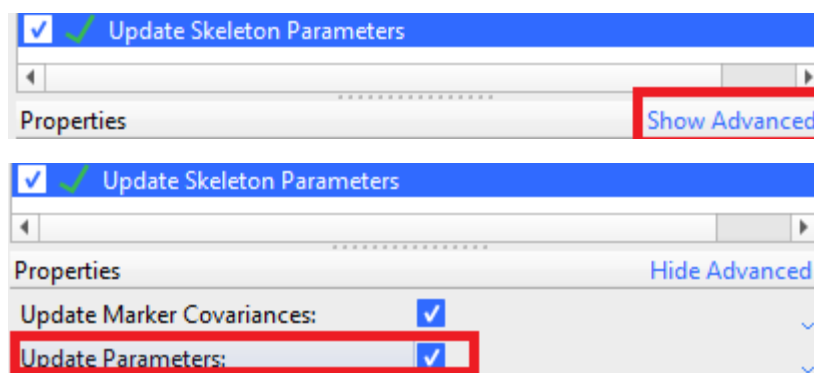 Update Skeleton Parameters
Properties Show Advanced
Update Skeleton Parameters
Properties Hide Advanced
Update Marker Covariances:
Update Parameters: